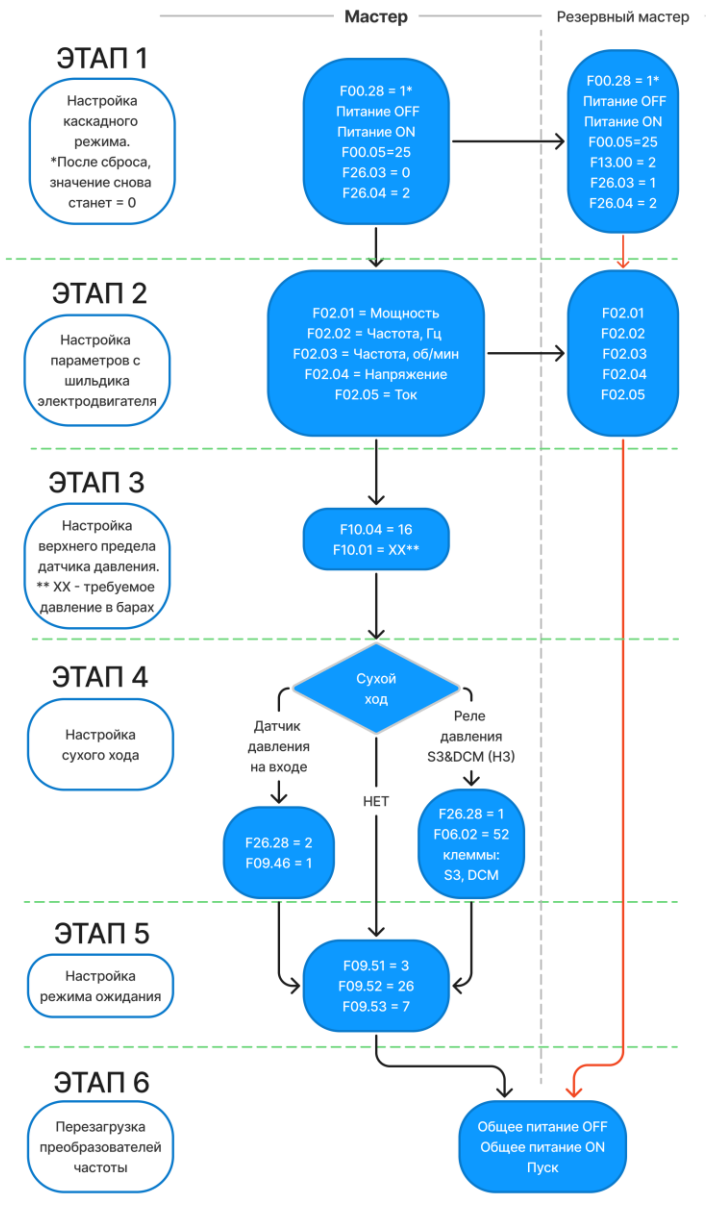 Мастер
Резервный мастер
ЭТАП 1
Настройка
каскадного
режима.
*После сброса,
значение снова
станет = 0
F00.28 = 1*
Питание OFF
Питание ON
F00.05=25
F26.03 = 0
F26.04 = 2
F00.28 = 1*
Питание OFF
Питание ON
F00.05=25
F13.00 = 2
F26.03 = 1
F26.04 = 2
ЭТАП 2
Настройка
параметров с
шильдика
электродвигателя
F02.01 = Мощность
F02.02 = Частота, Гц
F02.03 = Частота, об/мин
F02.04 = Напряжение
F02.05 = Ток
F02.01
F02.02
F02.03
F02.04
F02.05
ЭТАП 3
Настройка
верхнего предела
датчика давления.
** XX - требуемое
давление в барах
F10.04 = 16
F10.01 = XX**
ЭТАП 4
Настройка
сухого хода
Сухой
ход
Датчик
давления
на входе
НЕТ
Реле
давления
S3&DCM (НЗ)
F26.28 = 2
F09.46 = 1
F26.28 = 1
F06.02 = 52
клеммы:
S3, DCM
ЭТАП 5
Настройка
режима ожидания
F09.51 = 3
F09.52 = 26
F09.53 = 7
ЭТАП 6
Перезагрузка
преобразователей
частоты
Общее питание OFF
Общее питание ON
Пуск